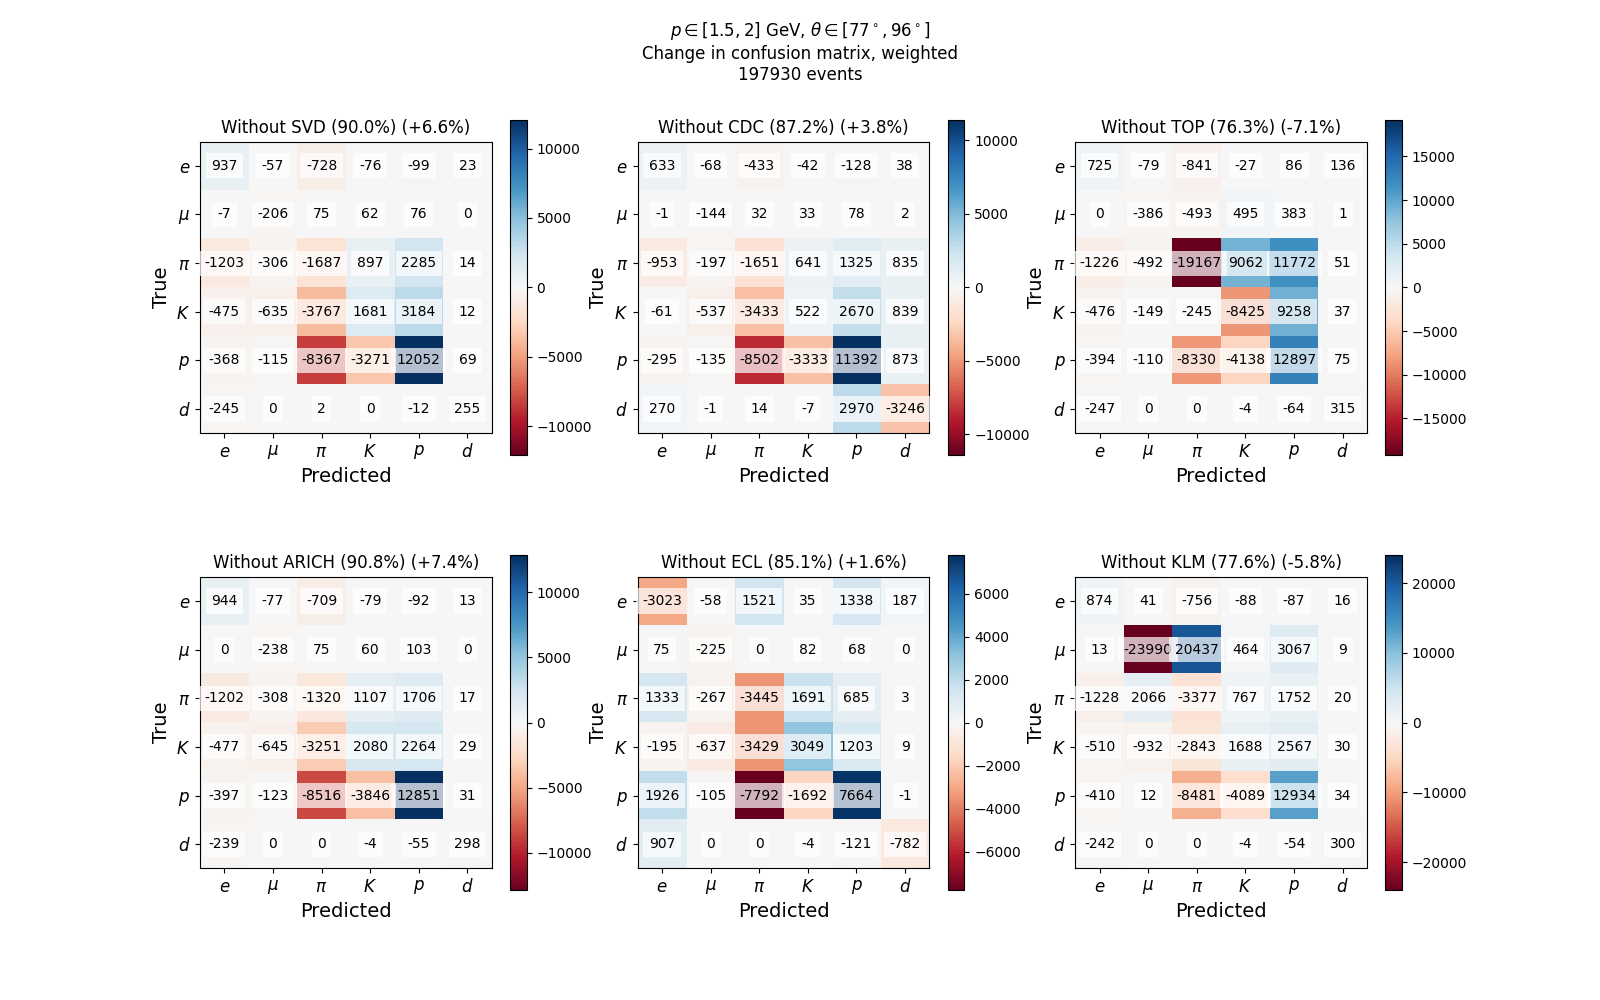 p ∈ [1.5, 2] GeV, θ ∈ [77°, 96°]
Change in confusion matrix, weighted
197930 events
Without SVD (90.0%) (+6.6%)
e 937 -57 -728 -76 -99 23
μ -7 -206 75 62 76 0
π -1203 -306 -1687 897 2285 14
K -475 -635 -3767 1681 3184 12
p -368 -115 -8367 -3271 12052 69
d -245 0 2 0 -12 255
e μ π K p d
True
Predicted
10000
5000
0
−5000
−10000
Without CDC (87.2%) (+3.8%)
633 -68 -433 -42 -128 38
-1 -144 32 33 78 2
-953 -197 -1651 641 1325 835
-61 -537 -3433 522 2670 839
-295 -135 -8502 -3333 11392 873
270 -1 14 -7 2970 -3246
e μ π K p d
True
Predicted
10000
5000
0
−5000
−10000
Without TOP (76.3%) (-7.1%)
e 725 -79 -841 -27 86 136
μ 0 -386 -493 495 383 1
π -1226 -492 -19167 9062 11772 51
K -476 -149 -245 -8425 9258 37
p -394 -110 -8330 -4138 12897 75
d -247 0 0 -4 -64 315
e μ π K p d
True
Predicted
15000
10000
5000
0
−5000
−10000
−15000
Without ARICH (90.8%) (+7.4%)
e 944 -77 -709 -79 -92 13
μ 0 -238 75 60 103 0
π -1202 -308 -1320 1107 1706 17
K -477 -645 -3251 2080 2264 29
p -397 -123 -8516 -3846 12851 31
d -239 0 0 -4 -55 298
e μ π K p d
True
Predicted
10000
5000
0
−5000
−10000
Without ECL (85.1%) (+1.6%)
e -3023 -58 1521 35 1338 187
μ 75 -225 0 82 68 0
π 1333 -267 -3445 1691 685 3
K -195 -637 -3429 3049 1203 9
p 1926 -105 -7792 -1692 7664 -1
d 907 0 0 -4 -121 -782
e μ π K p d
True
Predicted
6000
4000
2000
0
−2000
−4000
−6000
Without KLM (77.6%) (-5.8%)
e 874 41 -756 -88 -87 16
μ 13 -23990 20437 464 3067 9
π -1228 2066 -3377 767 1752 20
K -510 -932 -2843 1688 2567 30
p -410 12 -8481 -4089 12934 34
d -242 0 0 -4 -54 300
e μ π K p d
True
Predicted
20000
10000
0
−10000
−20000